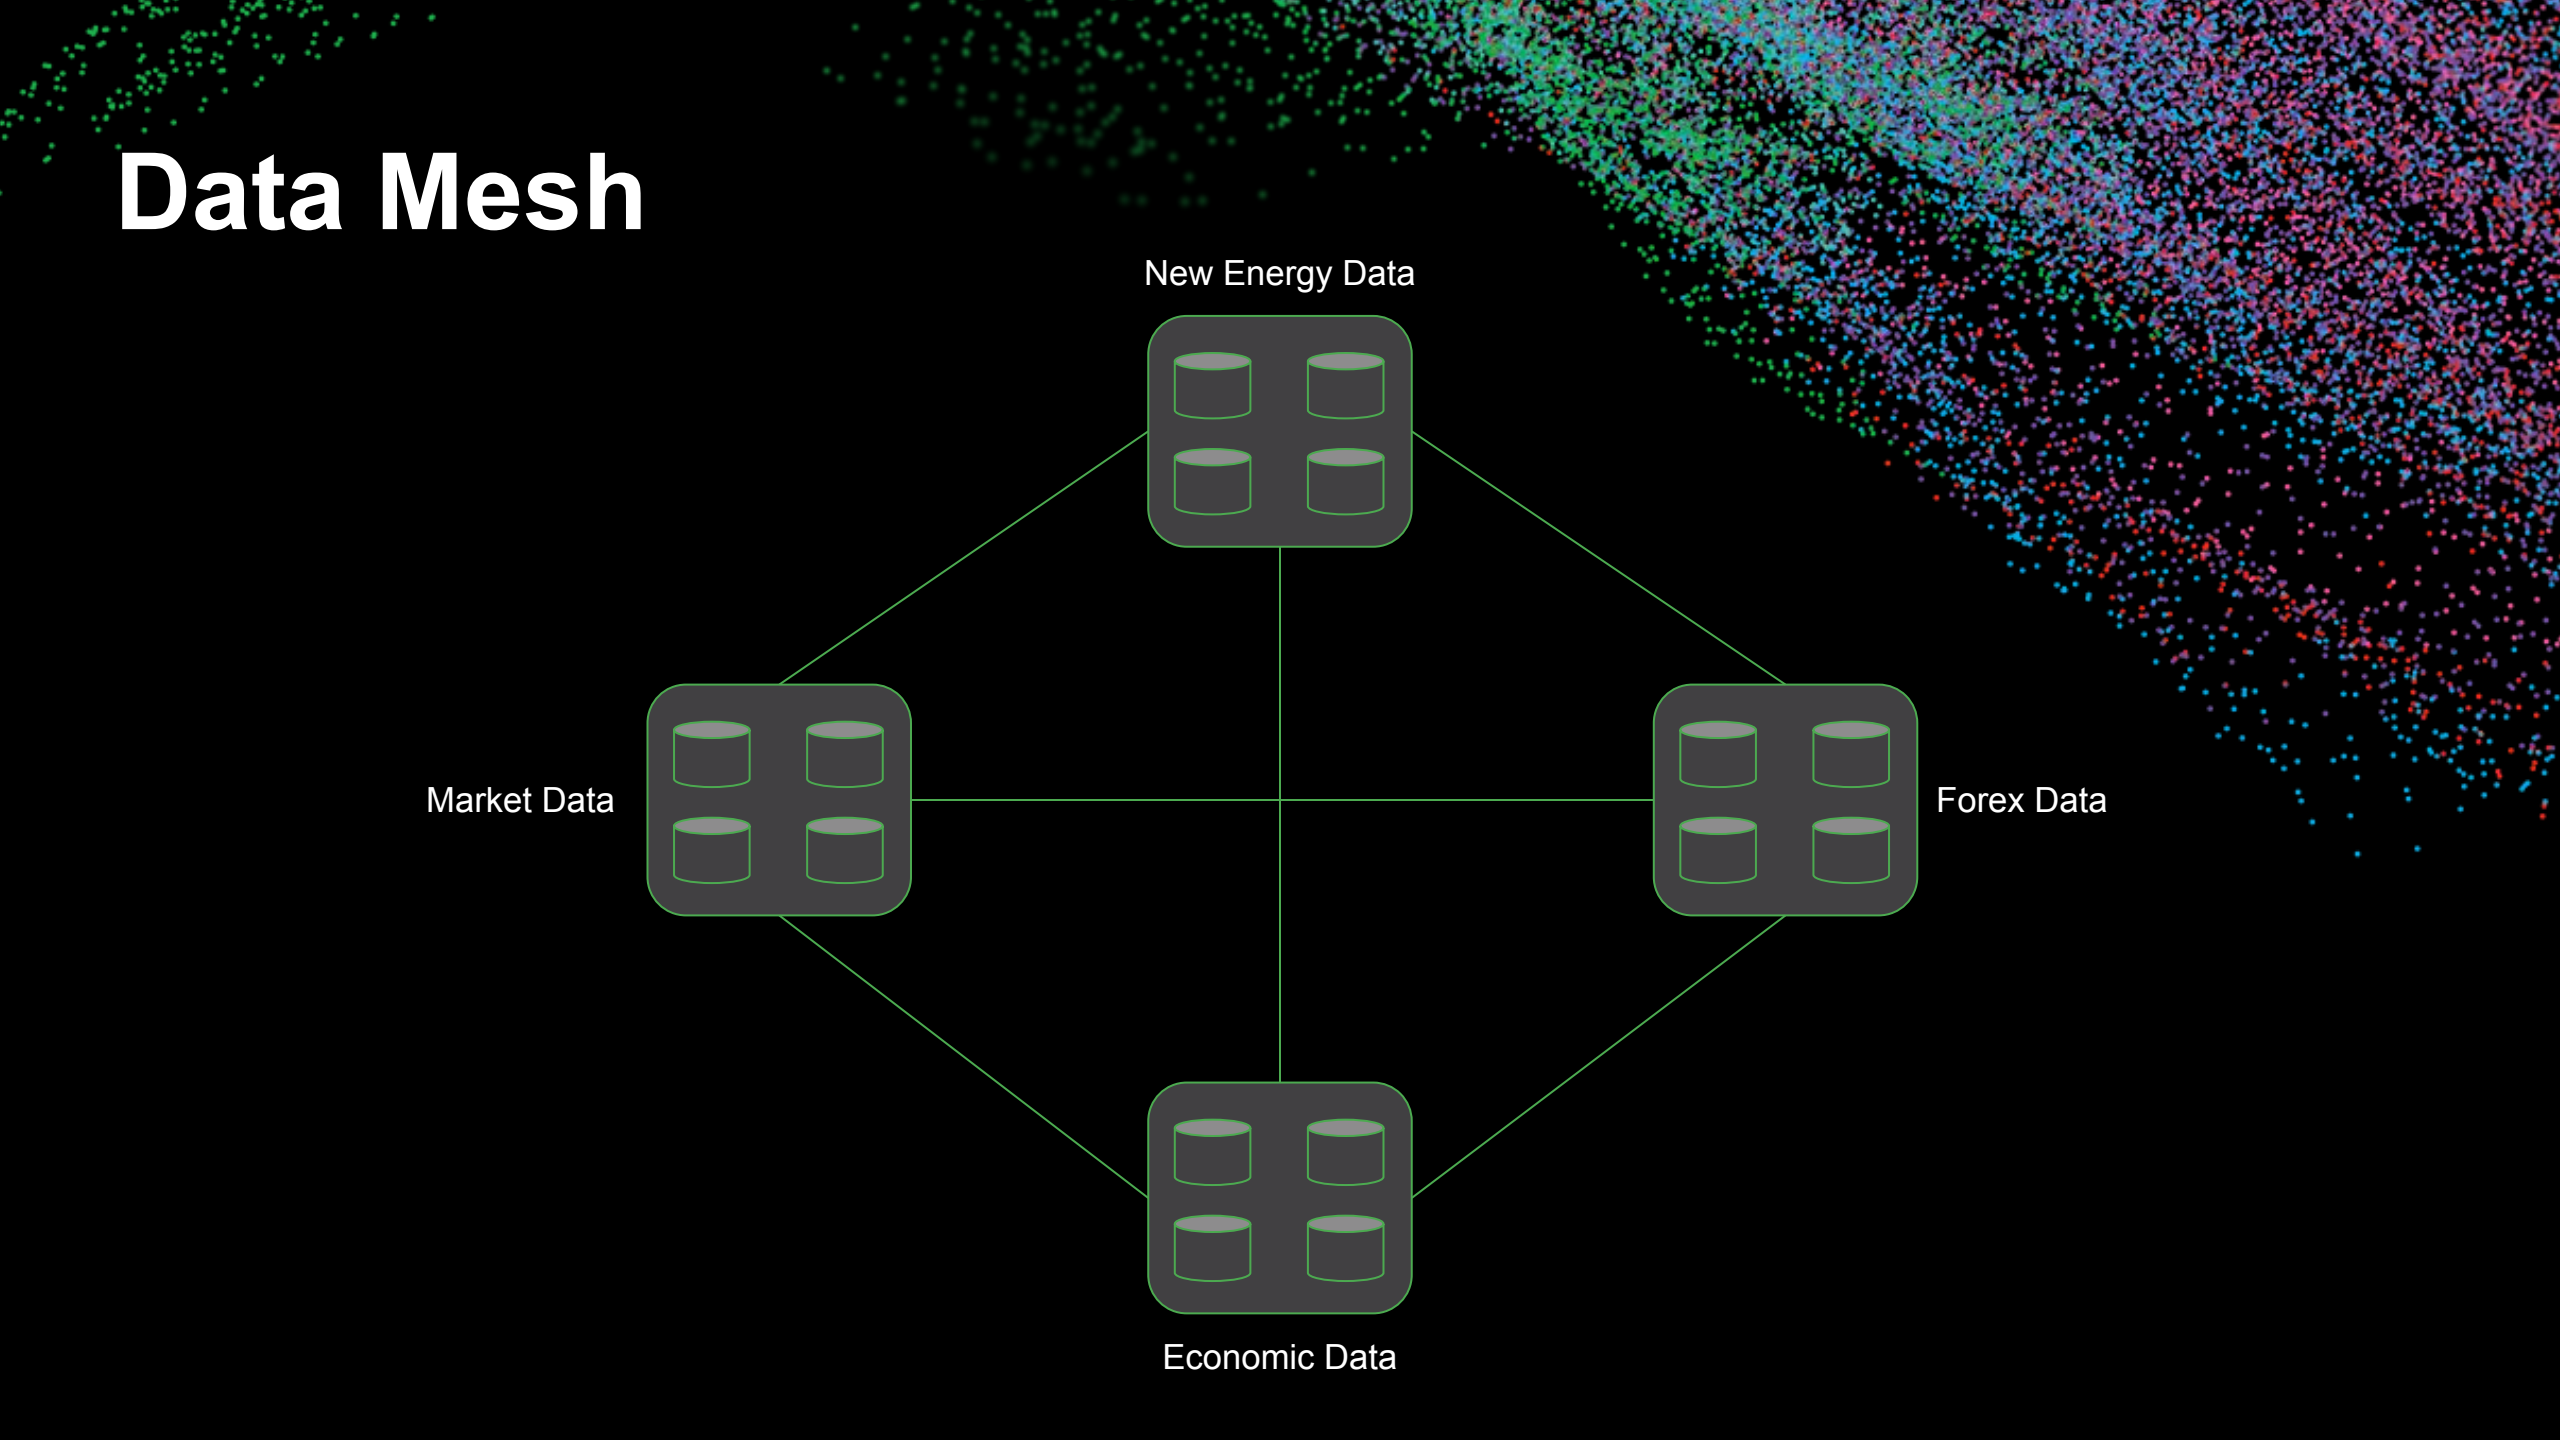 Data Mesh
New Energy Data
Market Data
Forex Data
Economic Data